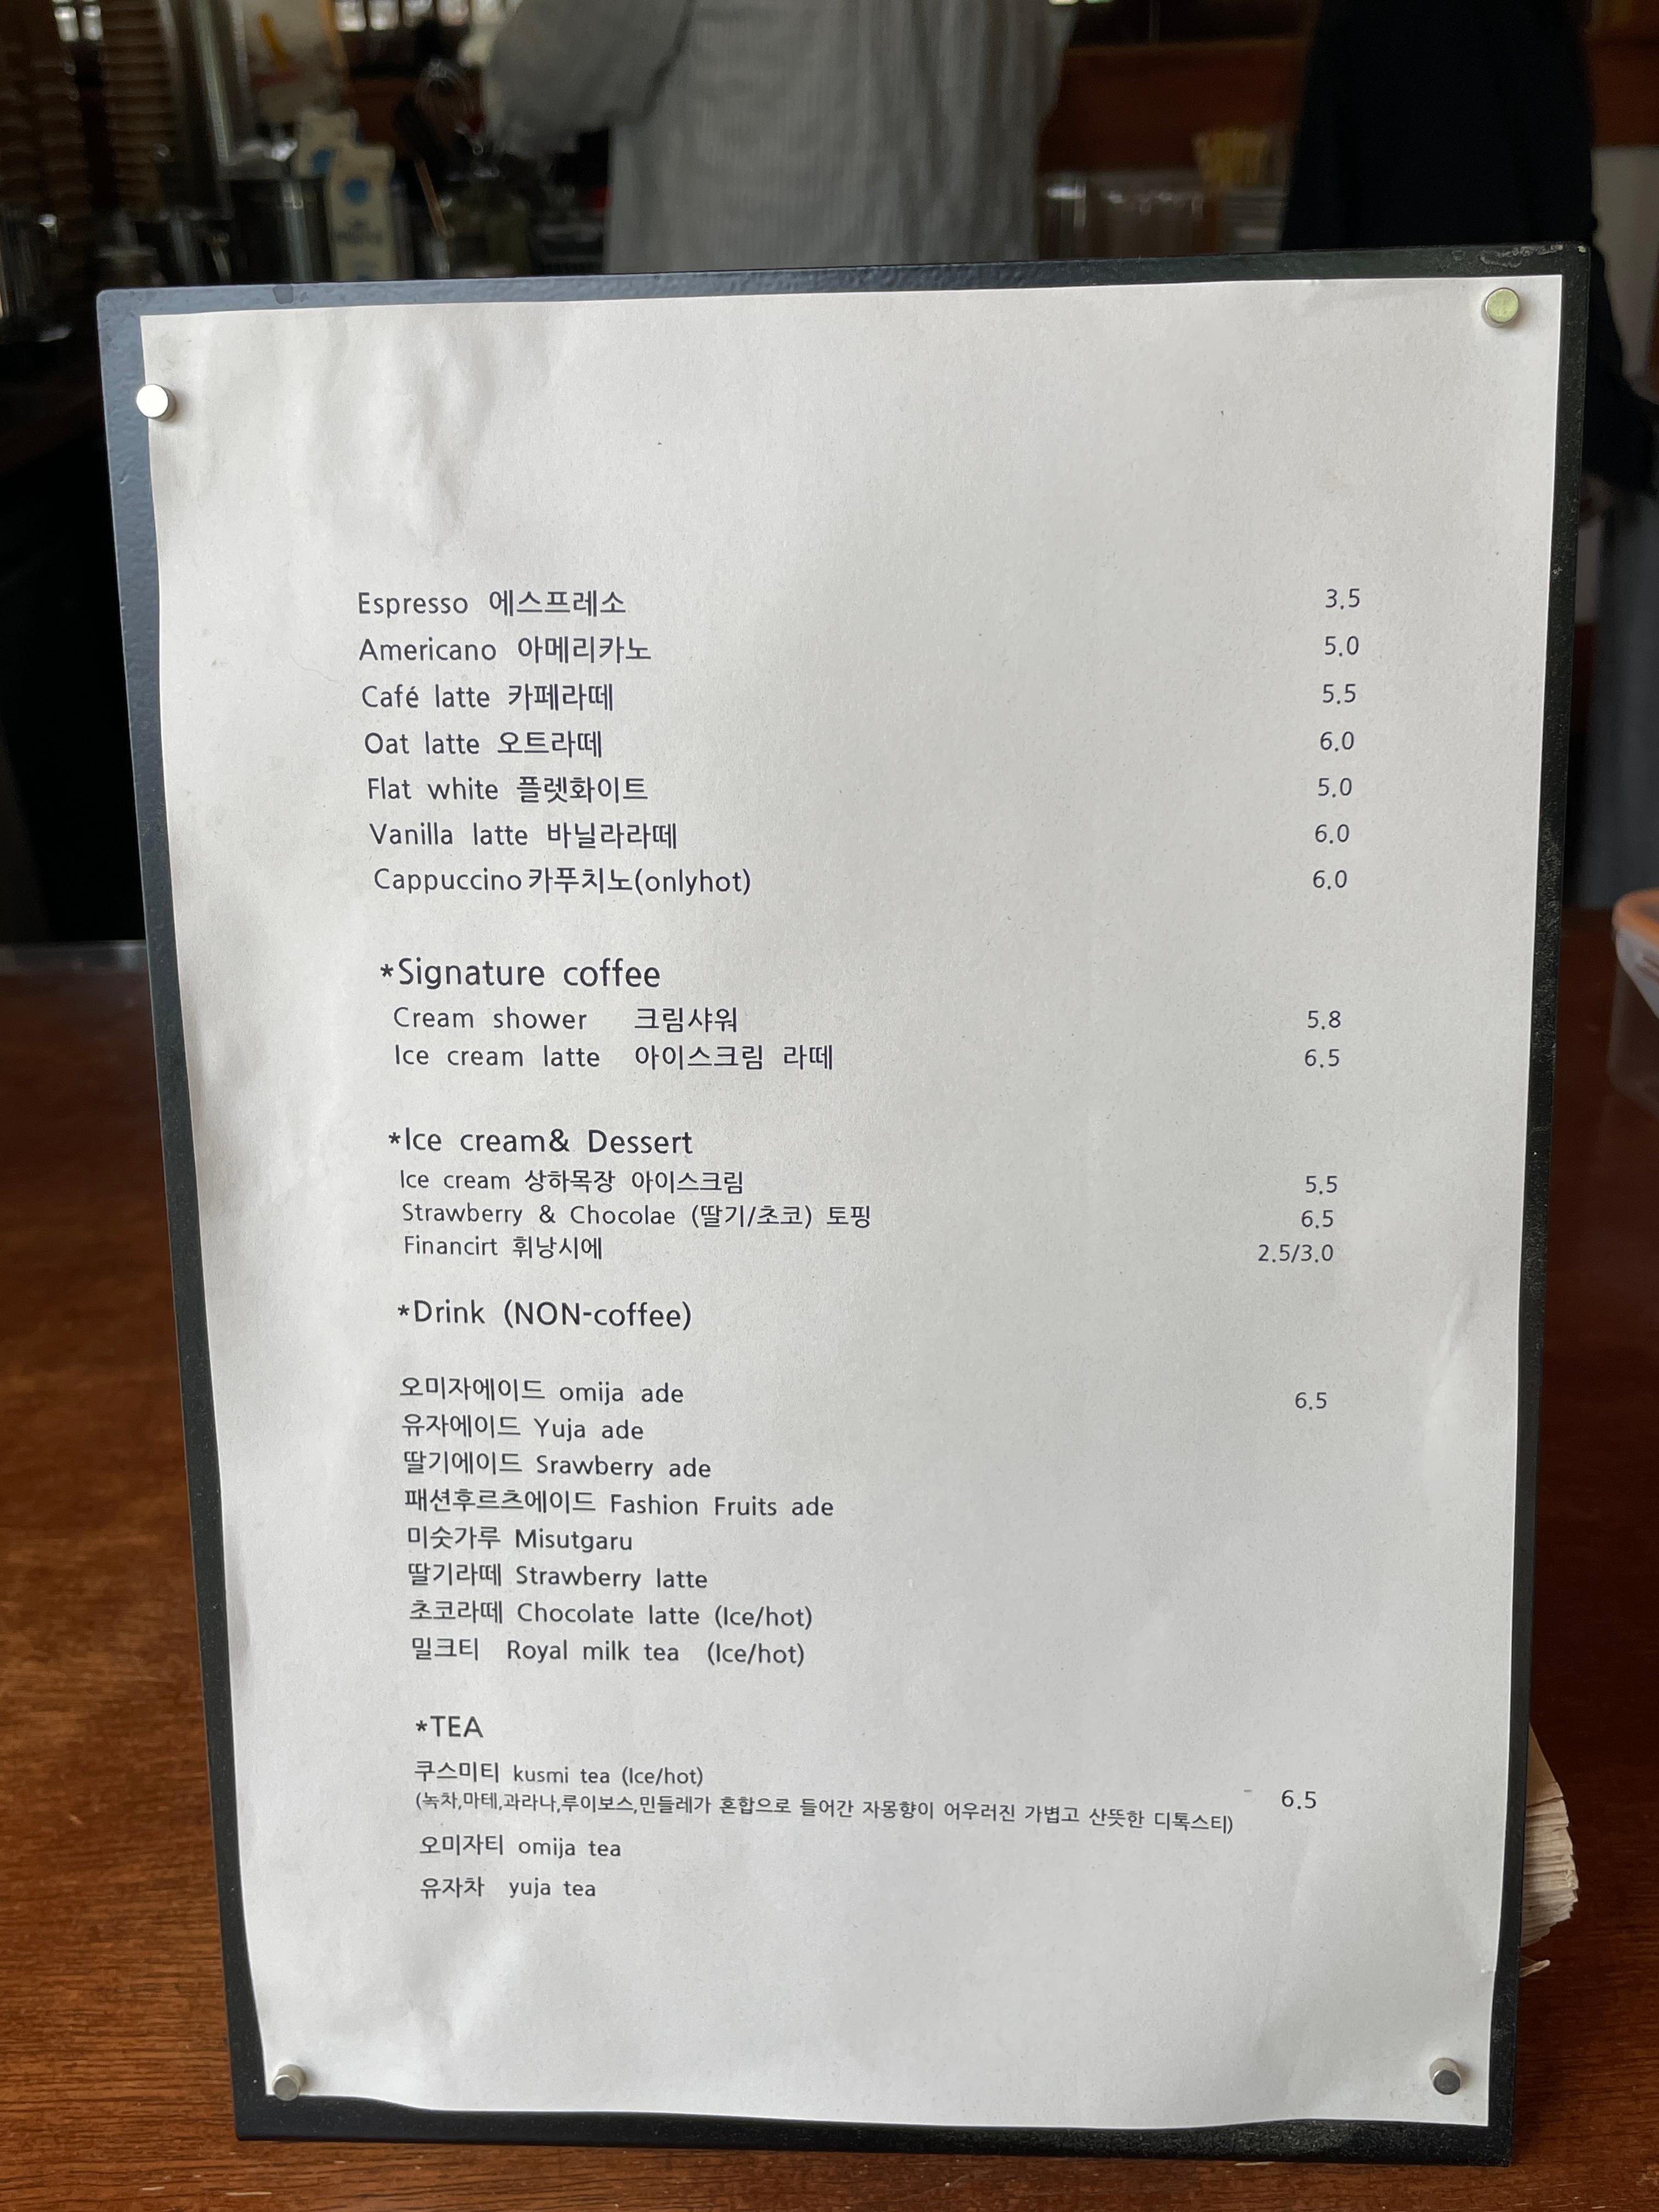 Espresso 에스프레소 3.5
Americano 아메리카노 5.0
Café latte 카페라떼 5.5
Oat latte 오트라떼 6.0
Flat white 플렛화이트 5.0
Vanilla latte 바닐라라떼 6.0
Cappuccino 카푸치노(onlyhot) 6.0
*Signature coffee
Cream shower 크림샤워 5.8
Ice cream latte 아이스크림 라떼 6.5
*Ice cream& Dessert
Ice cream 상하목장 아이스크림 5.5
Strawberry & Chocolae (딸기/초코) 토핑 6.5
Financirt 휘낭시에 2.5/3.0
*Drink (NON-coffee)
오미자에이드 omija ade 6.5
유자에이드 Yuja ade
딸기에이드 Srawberry ade
패션후르츠에이드 Fashion Fruits ade
미숫가루 Misutgaru
딸기라떼 Strawberry latte
초코라떼 Chocolate latte (Ice/hot)
밀크티 Royal milk tea (Ice/hot)
*TEA
쿠스미티 kusmi tea (Ice/hot)
(녹차,마테,과라나,루이보스,민들레가 혼합으로 들어간 자몽향이 어우러진 가볍고 산뜻한 디톡스티) - 6.5
오미자티 omija tea
유자차 yuja tea